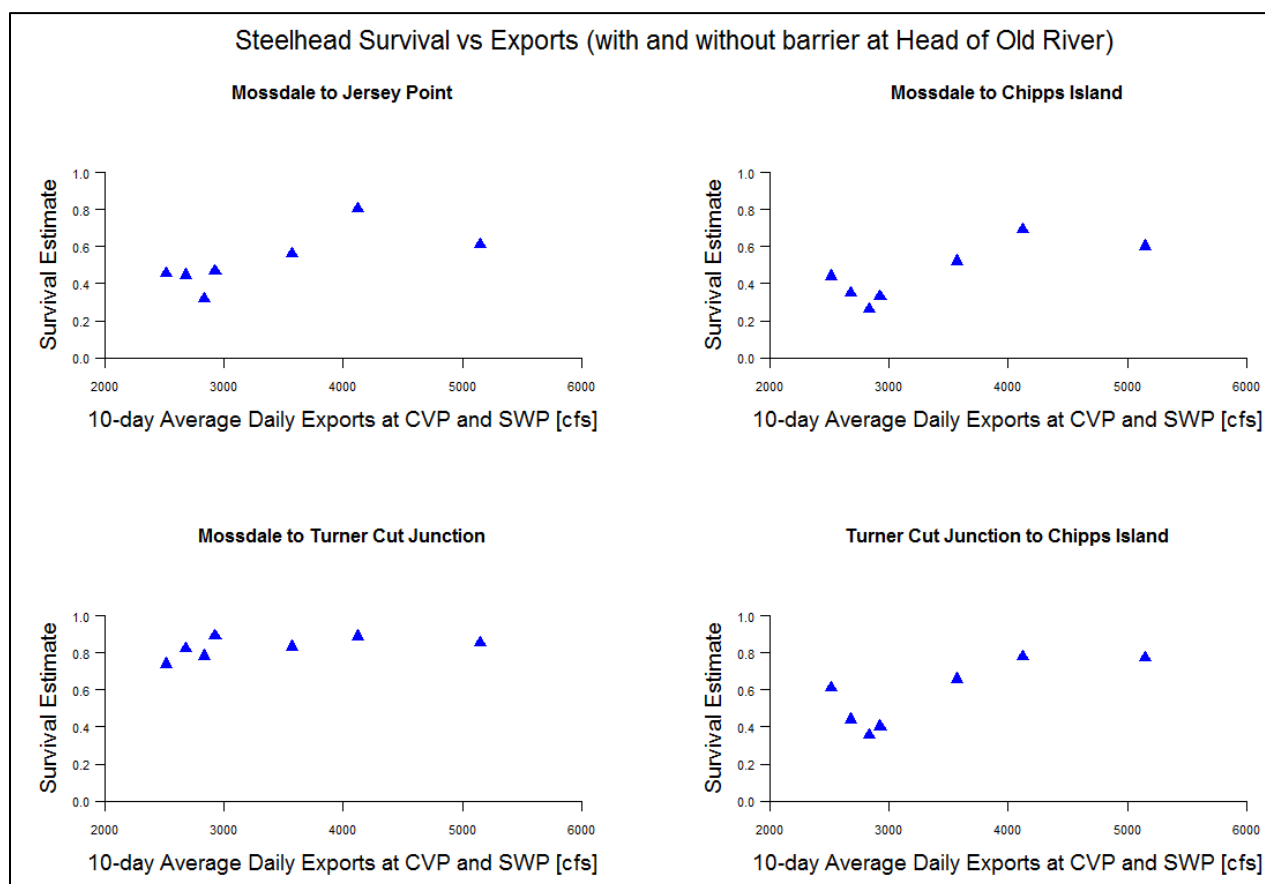 Steelhead Survival vs Exports (with and without barrier at Head of Old River)
Mossdale to Jersey Point
Survival Estimate
1.0
0.8
0.6
0.4
0.2
0.0
2000 3000 4000 5000 6000
10-day Average Daily Exports at CVP and SWP [cfs]
Mossdale to Chipps Island
Survival Estimate
1.0
0.8
0.6
0.4
0.2
0.0
2000 3000 4000 5000 6000
10-day Average Daily Exports at CVP and SWP [cfs]
Mossdale to Turner Cut Junction
Survival Estimate
1.0
0.8
0.6
0.4
0.2
0.0
2000 3000 4000 5000 6000
10-day Average Daily Exports at CVP and SWP [cfs]
Turner Cut Junction to Chipps Island
Survival Estimate
1.0
0.8
0.6
0.4
0.2
0.0
2000 3000 4000 5000 6000
10-day Average Daily Exports at CVP and SWP [cfs]